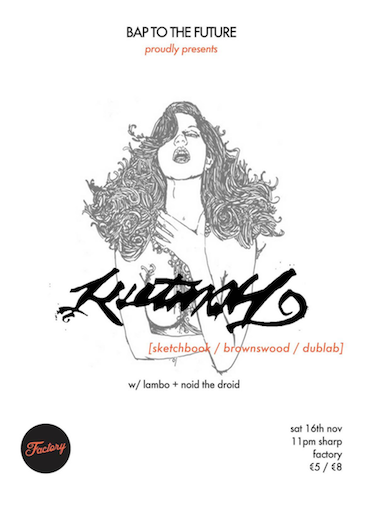 BAP TO THE FUTURE
proudly presents
Kutmah
[sketchbook / brownswood / dublab]
w/ lambo + noid the droid
Factory
sat 16th nov
11pm sharp
factory
€5 / €8